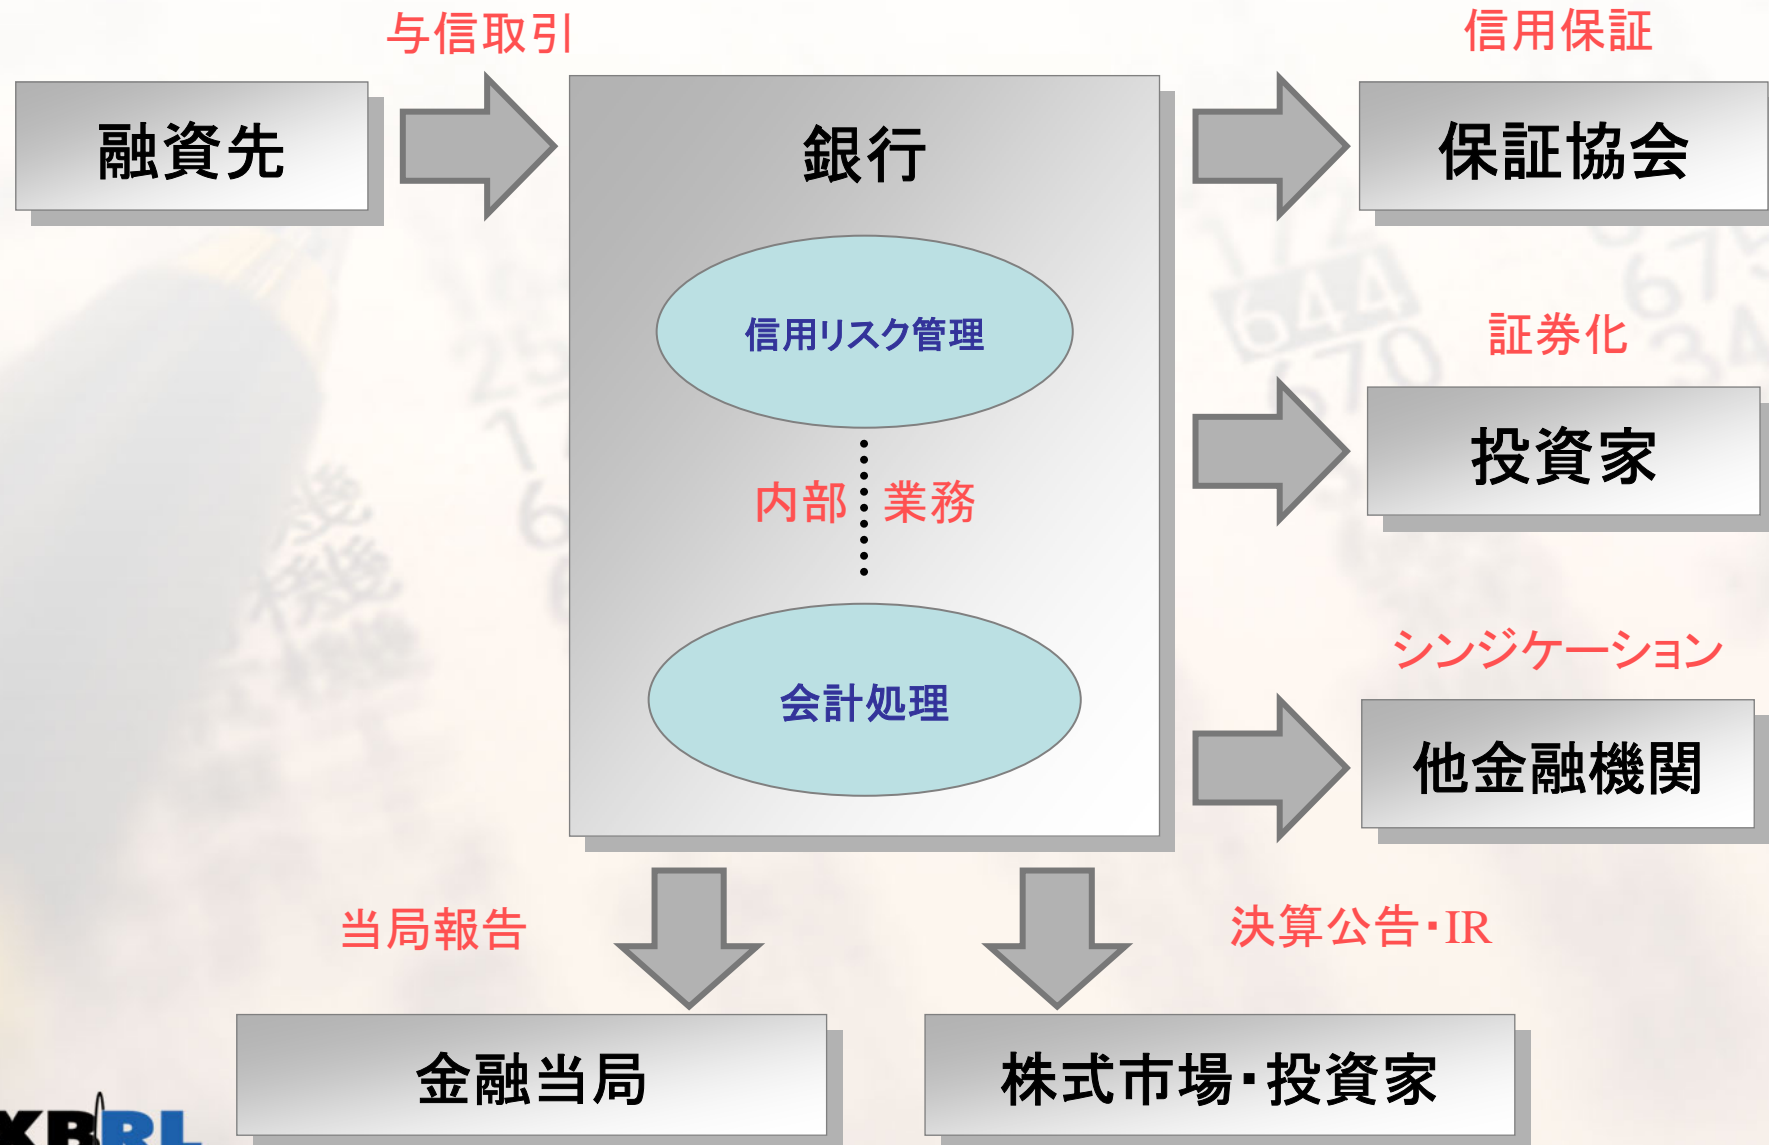 与信取引
信用保証
融資先
銀行
保証協会
信用リスク管理
証券化
投資家
内部 業務
シンジケーション
会計処理
他金融機関
当局報告
決算公告・IR
金融当局
株式市場・投資家
XBRL